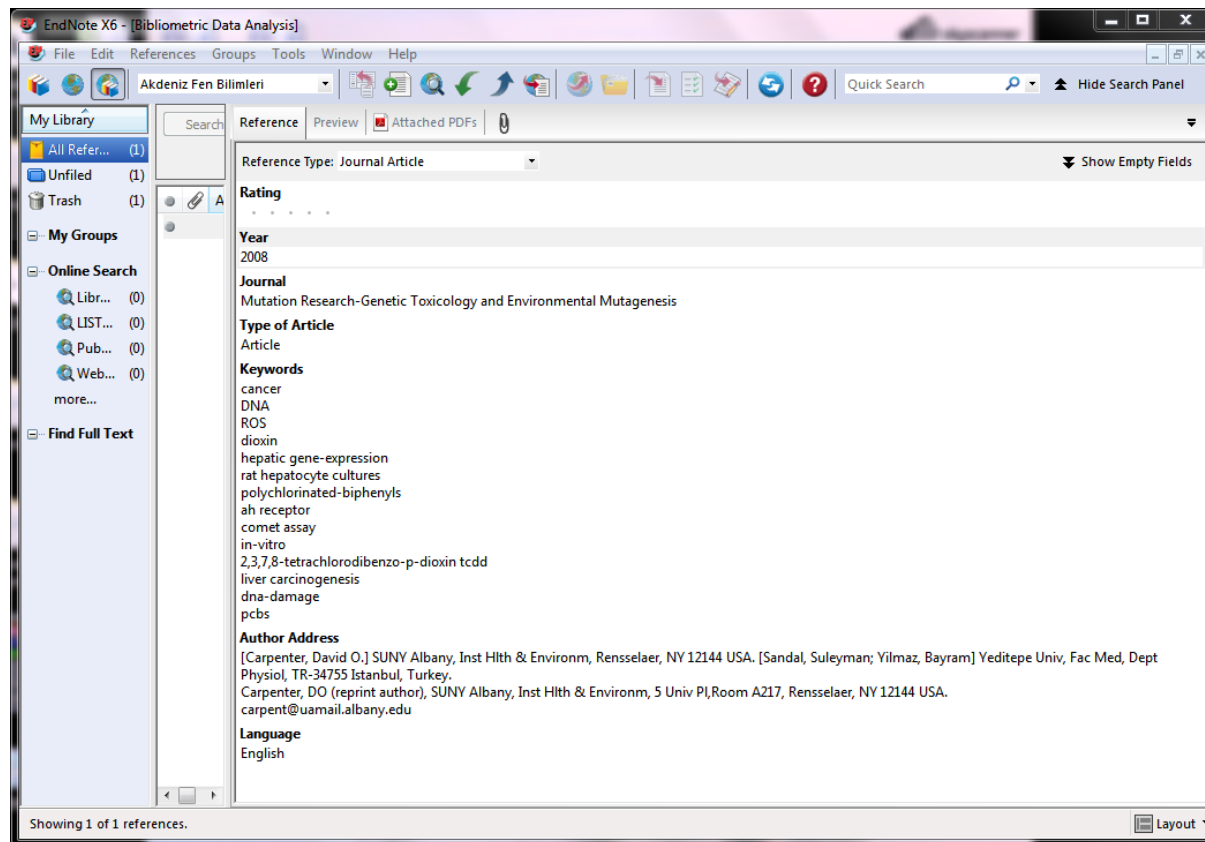 EndNote X6 - [Bibliometric Data Analysis]
File Edit References Groups Tools Window Help
Akdeniz Fen Bilimleri
Quick Search
Hide Search Panel
My Library
Search
Reference
Preview
Attached PDFs
All Refer... (1)
Unfiled (1)
Trash (1)
My Groups
Online Search
Libr... (0)
LIST... (0)
Pub... (0)
Web... (0)
more...
Find Full Text
A
Reference Type: Journal Article
Show Empty Fields
Rating
Year
2008
Journal
Mutation Research-Genetic Toxicology and Environmental Mutagenesis
Type of Article
Article
Keywords
cancer
DNA
ROS
dioxin
hepatic gene-expression
rat hepatocyte cultures
polychlorinated-biphenyls
ah receptor
comet assay
in-vitro
2,3,7,8-tetrachlorodibenzo-p-dioxin tcdd
liver carcinogenesis
dna-damage
pcbs
Author Address
[Carpenter, David O.] SUNY Albany, Inst Hlth & Environm, Rensselaer, NY 12144 USA. [Sandal, Suleyman; Yilmaz, Bayram] Yeditepe Univ, Fac Med, Dept
Physiol, TR-34755 Istanbul, Turkey.
Carpenter, DO (reprint author), SUNY Albany, Inst Hlth & Environm, 5 Univ Pl,Room A217, Rensselaer, NY 12144 USA.
carpent@uamail.albany.edu
Language
English
Showing 1 of 1 references.
Layout